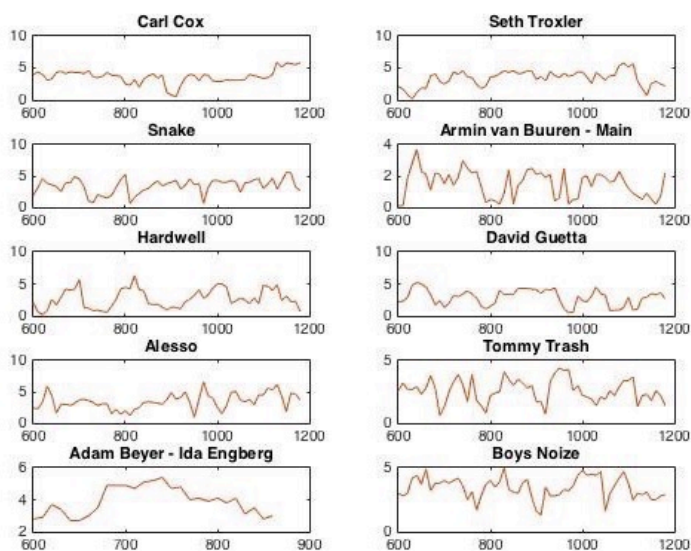 Carl Cox
Seth Troxler
10
5
0
600 800 1000 1200
10
5
0
600 800 1000 1200
Snake
Armin van Buuren - Main
10
5
0
600 800 1000 1200
4
2
0
600 800 1000 1200
Hardwell
David Guetta
10
5
0
600 800 1000 1200
10
5
0
600 800 1000 1200
Alesso
Tommy Trash
10
5
0
600 800 1000 1200
5
0
600 800 1000 1200
Adam Beyer - Ida Engberg
Boys Noize
6
4
2
600 700 800 900
5
0
600 800 1000 1200